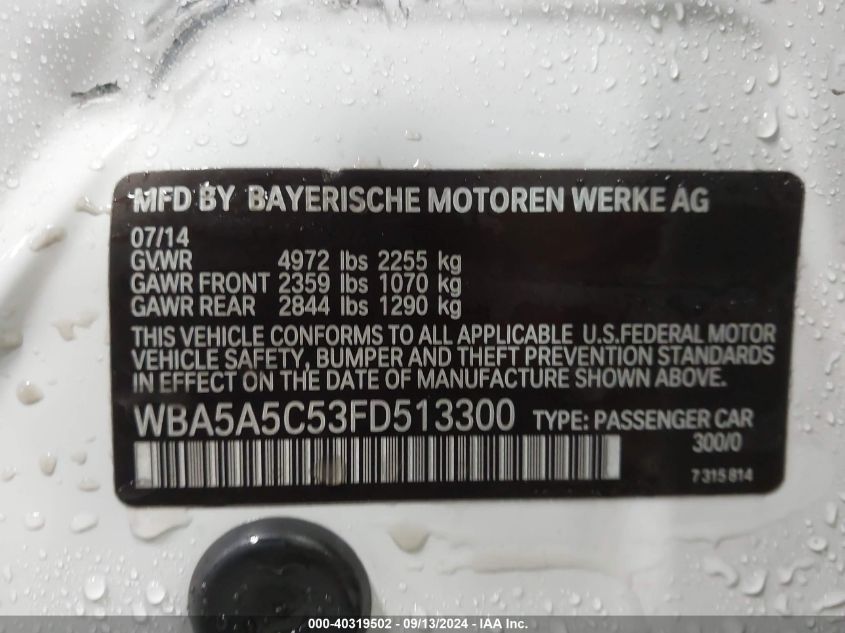 MFD BY BAYERISCHE MOTOREN WERKE AG
07/14
GVWR 4972 lbs 2255 kg
GAWR FRONT 2359 lbs 1070 kg
GAWR REAR 2844 lbs 1290 kg
THIS VEHICLE CONFORMS TO ALL APPLICABLE U.S.FEDERAL MOTOR
VEHICLE SAFETY, BUMPER AND THEFT PREVENTION STANDARDS
IN EFFECT ON THE DATE OF MANUFACTURE SHOWN ABOVE.
WBA5A5C53FD513300 TYPE: PASSENGER CAR
300/0
7315814
000-40319502 - 09/13/2024 - IAA Inc.